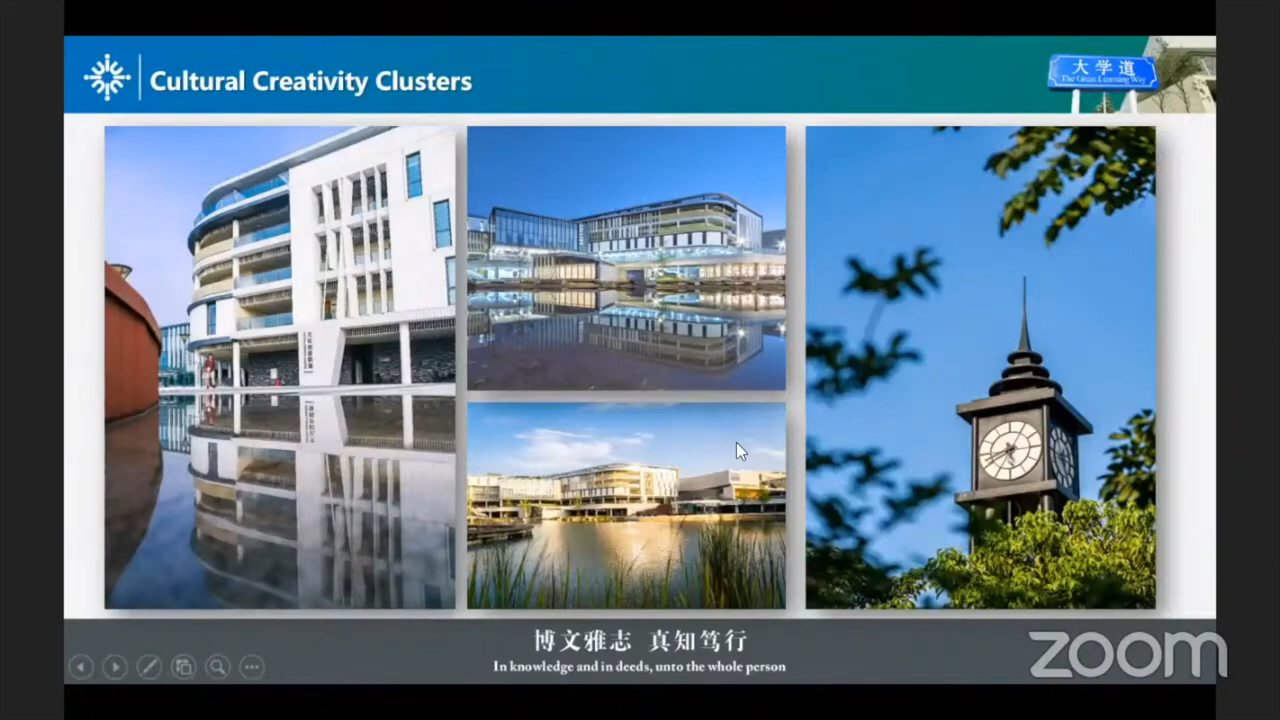 Cultural Creativity Clusters
大学道
The Great Learning Way
博文雅志 真知笃行
In knowledge and in deeds, unto the whole person
zoom